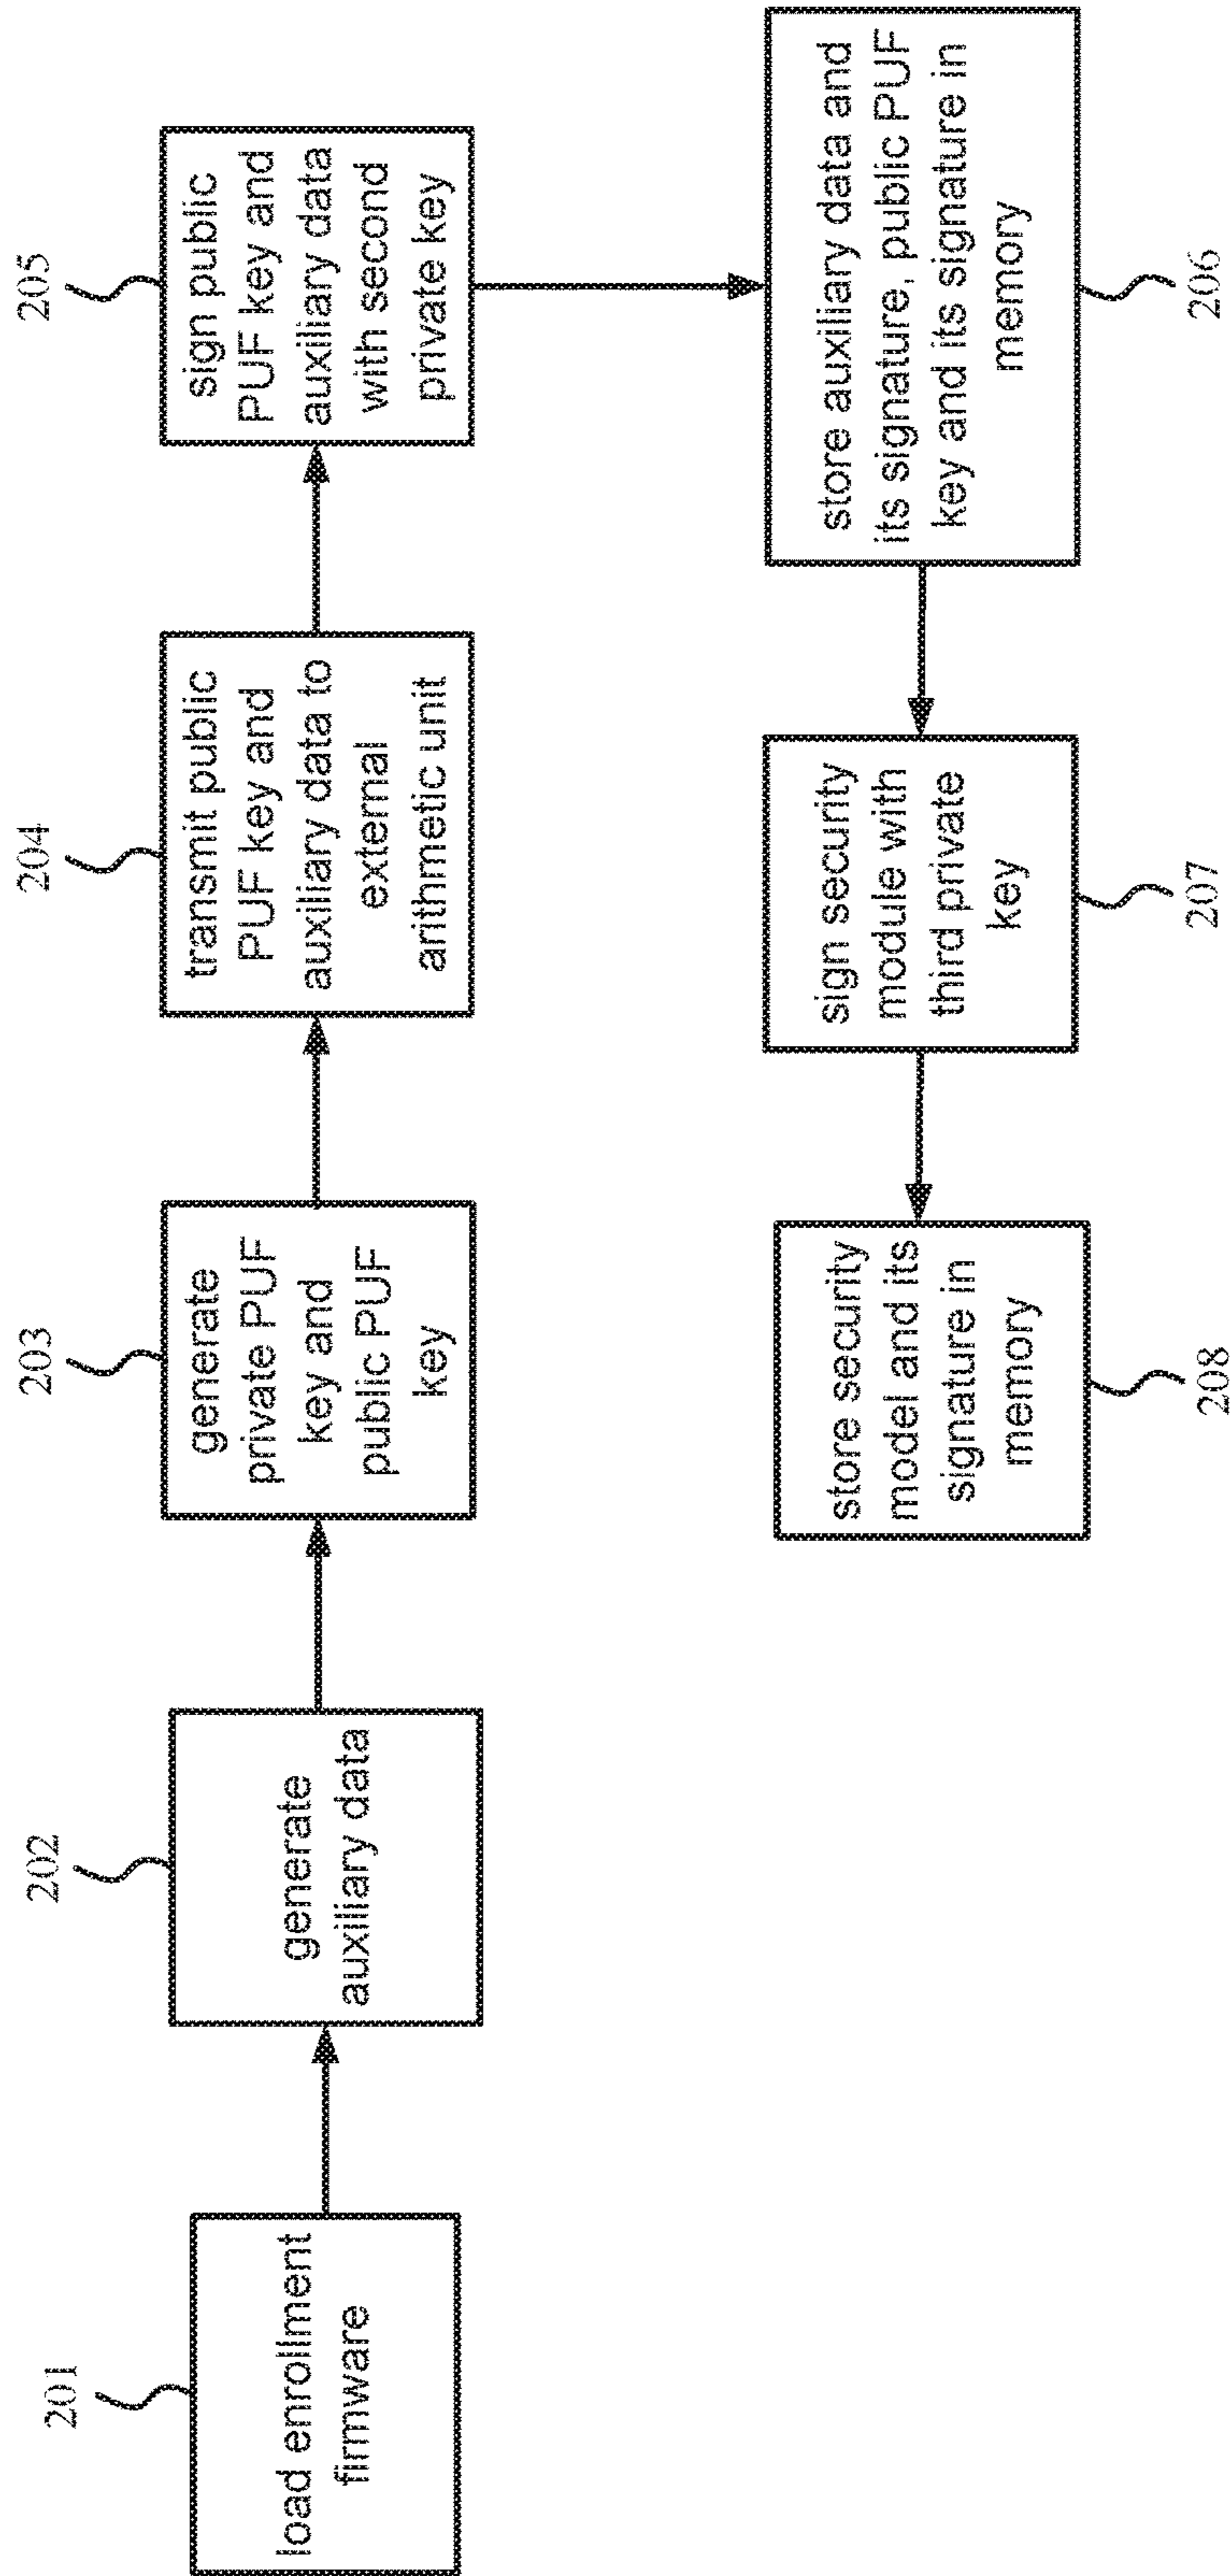 201
load enrollment
firmware
202
generate
auxiliary data
203
generate
private PUF
key and
public PUF
key
204
transmit public
PUF key and
auxiliary data to
external
arithmetic unit
205
sign public
PUF key and
auxiliary data
with second
private key
store auxiliary data and
its signature, public PUF
key and its signature in
memory
206
sign security
module with
third private
key
207
store security
model and its
signature in
memory
208